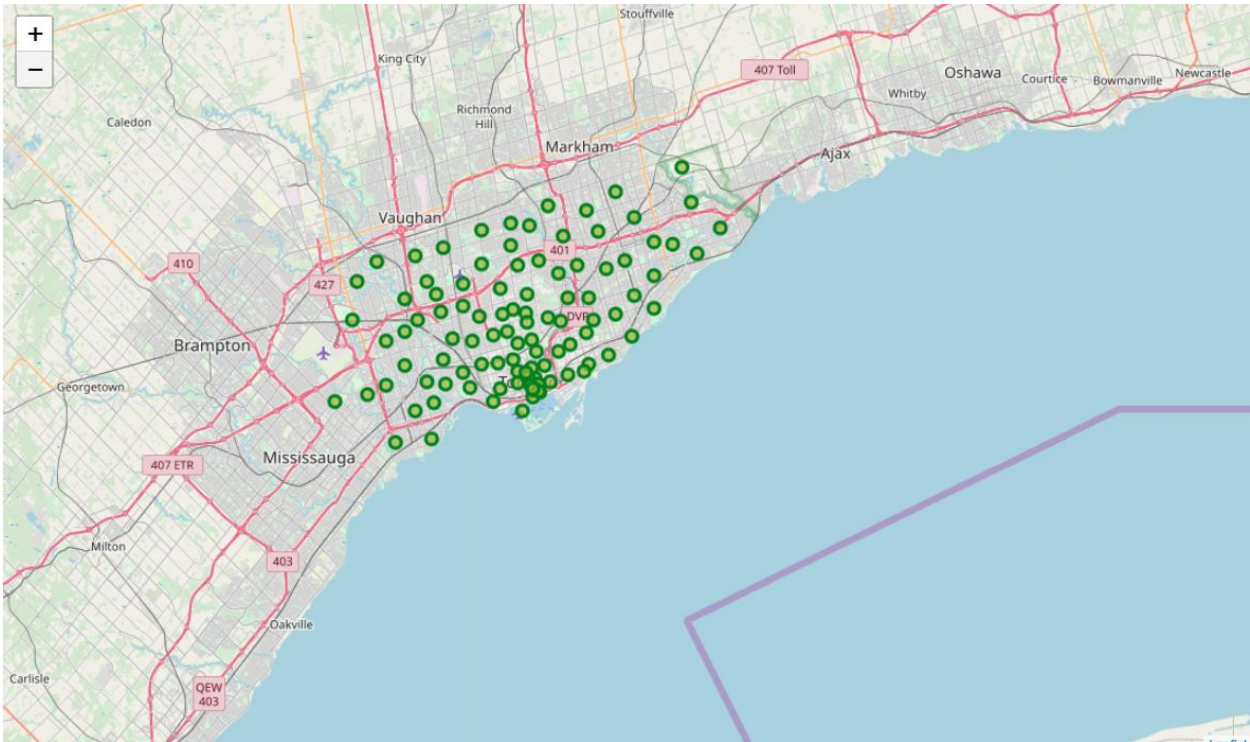 Stouffville
+
−
King City
407 Toll
Oshawa
Courtice
Bowmanville
Newcastle
Whitby
Richmond
Hill
Caledon
Markham
Ajax
Vaughan
401
410
427
DVP
Brampton
Georgetown
Mississauga
407 ETR
Milton
403
Oakville
Carlisle
QEW
403